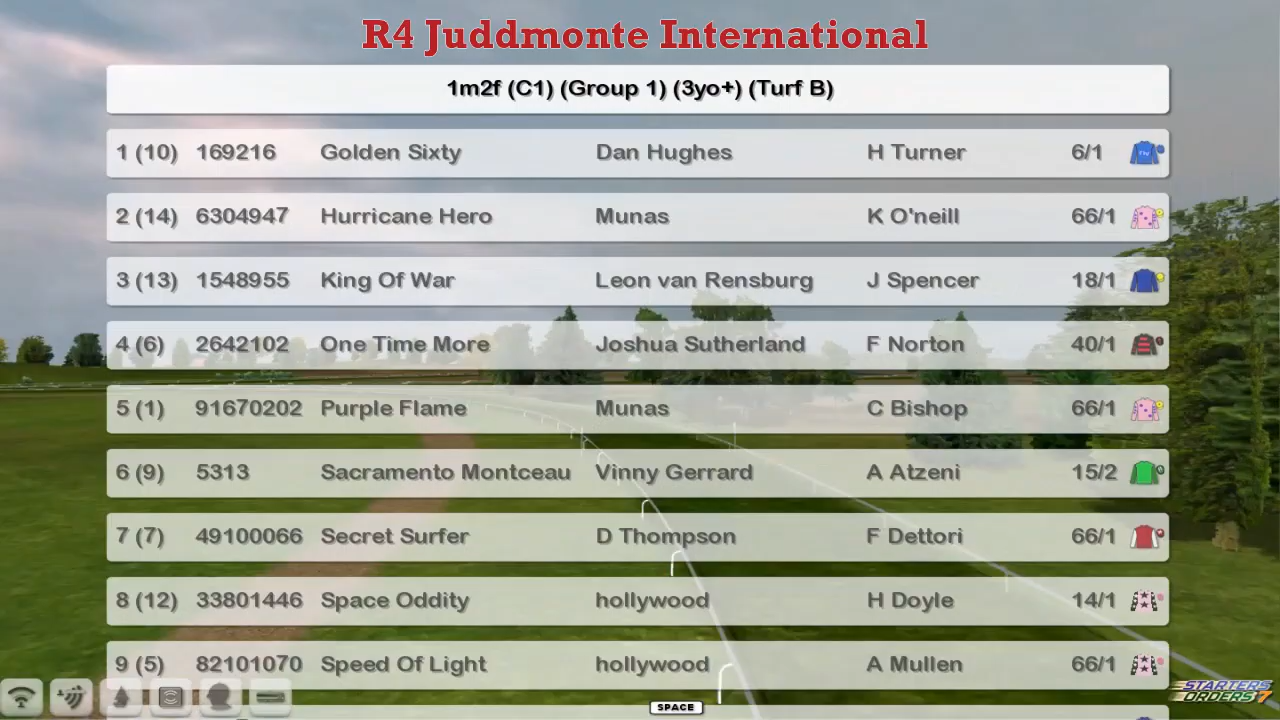 R4 Juddmonte International
1m2f (C1) (Group 1) (3yo+) (Turf B)
1 (10) 169216 Golden Sixty Dan Hughes H Turner 6/1
2 (14) 6304947 Hurricane Hero Munas K O'neill 66/1
3 (13) 1548955 King Of War Leon van Rensburg J Spencer 18/1
4 (6) 2642102 One Time More Joshua Sutherland F Norton 40/1
5 (1) 91670202 Purple Flame Munas C Bishop 66/1
6 (9) 5313 Sacramento Montceau Vinny Gerrard A Atzeni 15/2
7 (7) 49100066 Secret Surfer D Thompson F Dettori 66/1
8 (12) 33801446 Space Oddity hollywood H Doyle 14/1
9 (5) 82101070 Speed Of Light hollywood A Mullen 66/1
SPACE
STARTERS
ORDERS 7